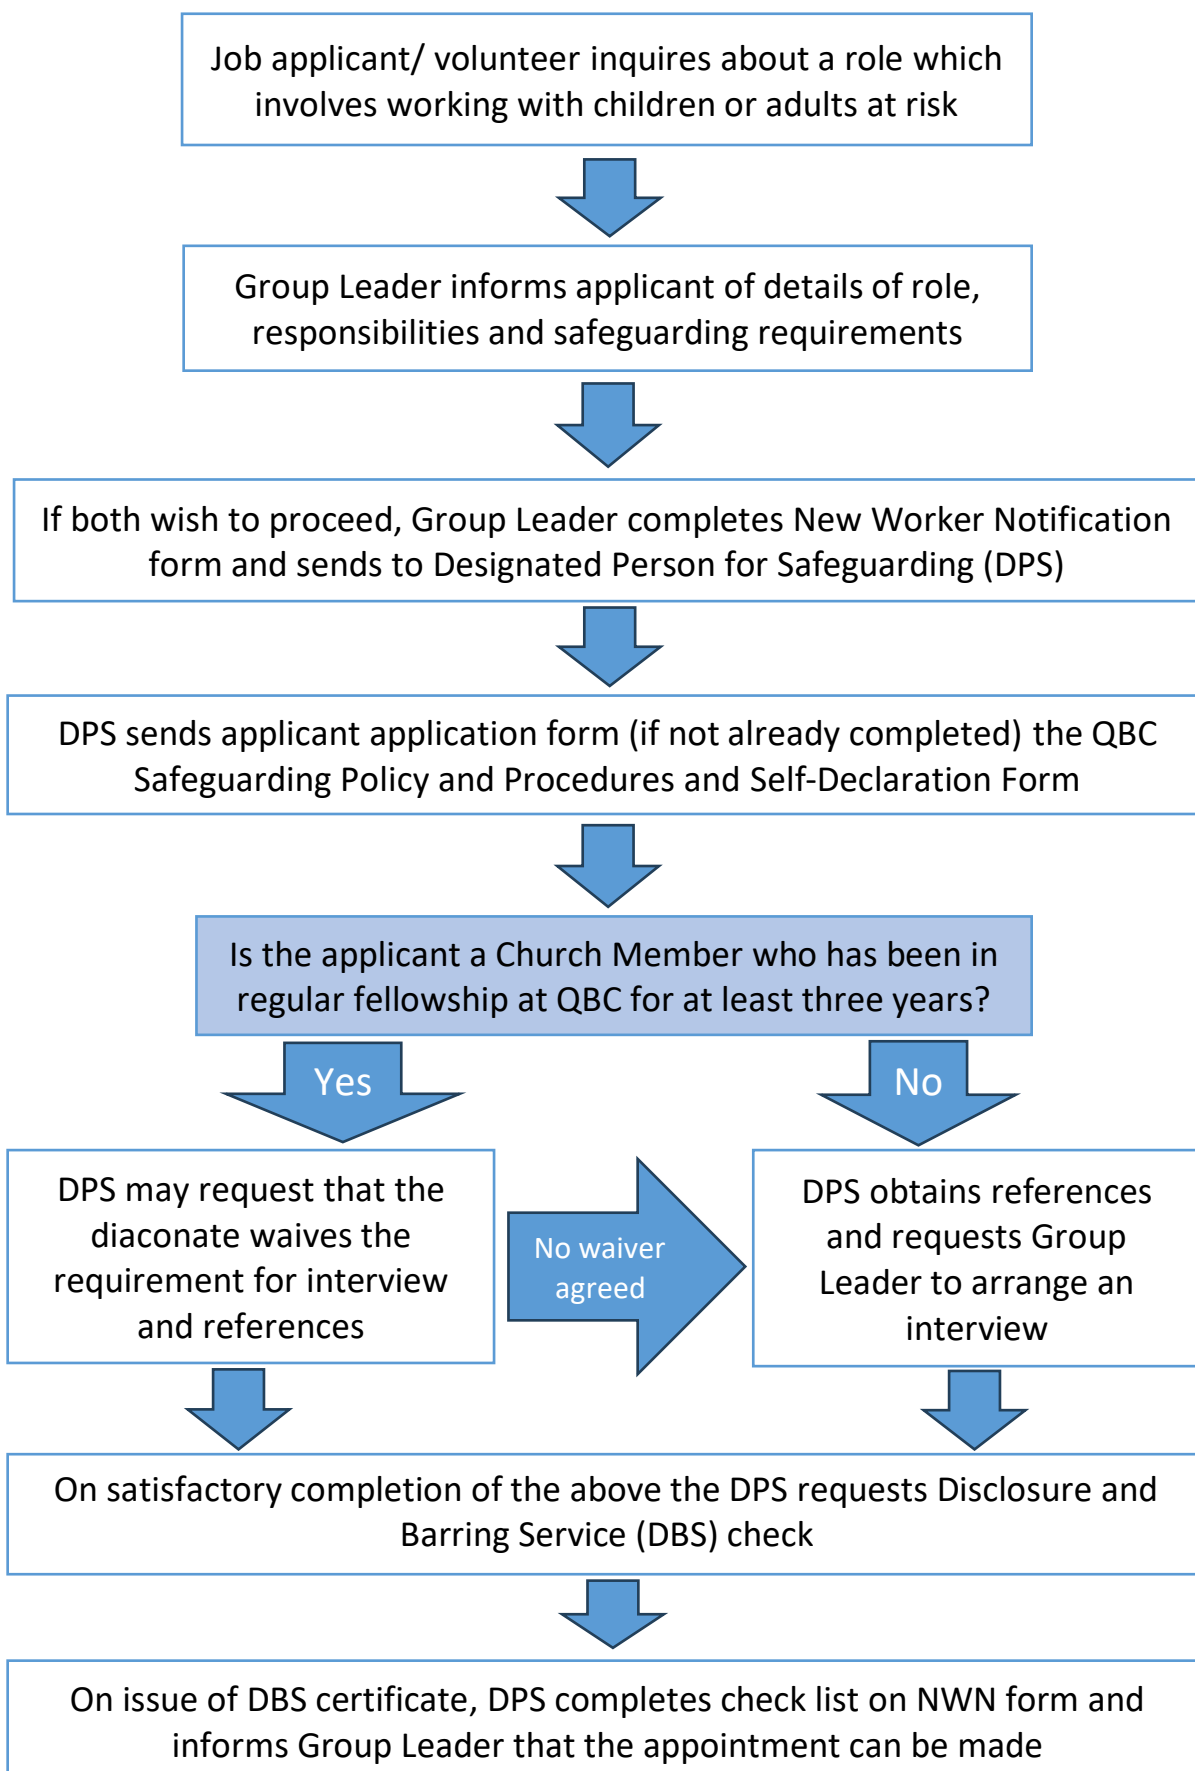 Job applicant/ volunteer inquires about a role which
involves working with children or adults at risk
Group Leader informs applicant of details of role,
responsibilities and safeguarding requirements
If both wish to proceed, Group Leader completes New Worker Notification
form and sends to Designated Person for Safeguarding (DPS)
DPS sends applicant application form (if not already completed) the QBC
Safeguarding Policy and Procedures and Self-Declaration Form
Is the applicant a Church Member who has been in
regular fellowship at QBC for at least three years?
Yes
No
DPS may request that the
diaconate waives the
requirement for interview
and references
No waiver
agreed
DPS obtains references
and requests Group
Leader to arrange an
interview
On satisfactory completion of the above the DPS requests Disclosure and
Barring Service (DBS) check
On issue of DBS certificate, DPS completes check list on NWN form and
informs Group Leader that the appointment can be made